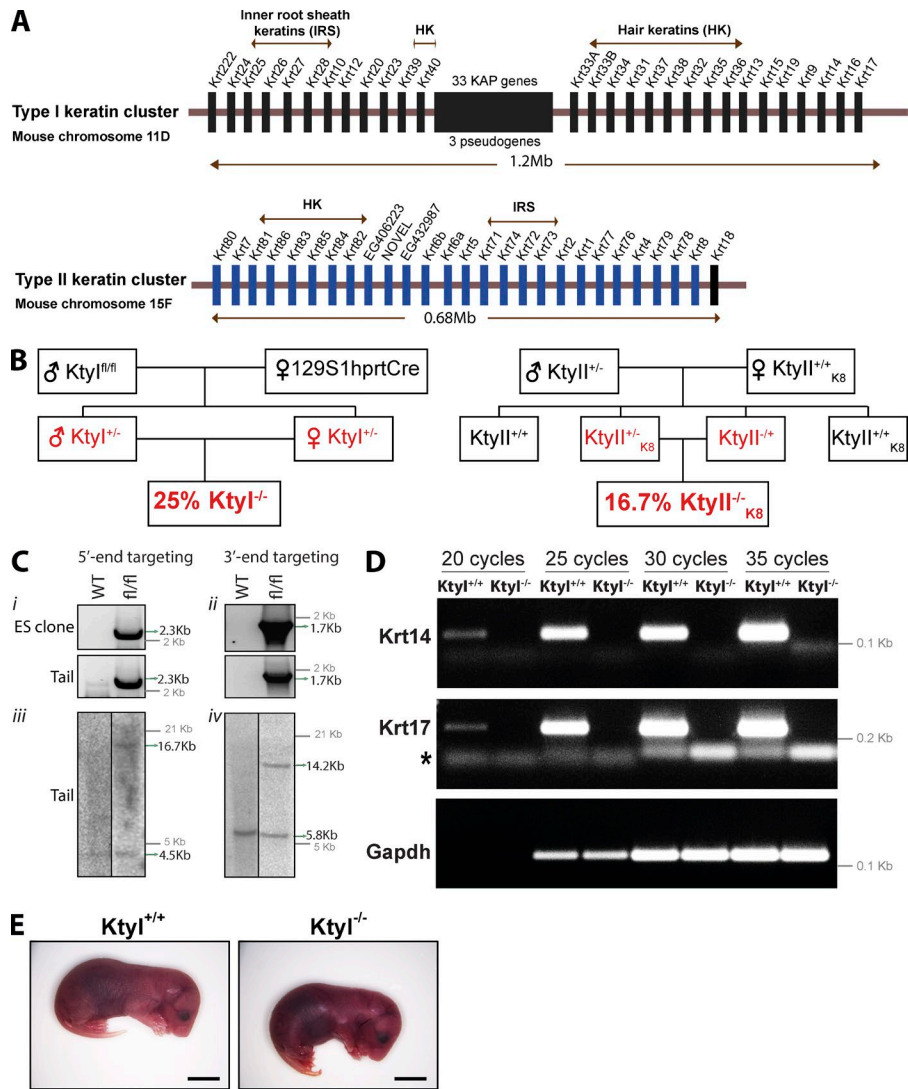 A
Inner root sheath
keratins (IRS)
HK
Hair keratins (HK)
Krt222 Krt24 Krt25 Krt26 Krt27 Krt28 Krt10 Krt12 Krt20 Krt23 Krt39 Krt40
33 KAP genes
Krt33A Krt33B Krt34 Krt31 Krt37 Krt38 Krt32 Krt35 Krt36 Krt13 Krt15 Krt19 Krt9 Krt14 Krt16 Krt17
Type I keratin cluster
Mouse chromosome 11D
3 pseudogenes
1.2Mb
HK
IRS
Krt80 Krt7 Krt81 Krt86 Krt83 Krt85 Krt84 Krt82 EG406223 NOVEL EG432987 Krt6b Krt6a Krt5 Krt71 Krt74 Krt72 Krt73 Krt2 Krt1 Krt77 Krt76 Krt4 Krt79 Krt78 Krt8 Krt18
Type II keratin cluster
Mouse chromosome 15F
0.68Mb
B
♂ KtyI fl/fl
♀129S1hprtCre
♂ KtyI +/-
♀ KtyI +/-
25% KtyI -/-
♂ KtyII +/-
♀ KtyII +/+ K8
KtyII +/+
KtyII +/- K8
KtyII -/+
KtyII +/+ K8
16.7% KtyII -/- K8
C
5′-end targeting
3′-end targeting
WT fl/fl
WT fl/fl
i
ES clone
2.3Kb
2 Kb
ii
2 Kb
1.7Kb
Tail
2.3Kb
2 Kb
2 Kb
1.7Kb
iii
Tail
21 Kb
16.7Kb
5 Kb
4.5Kb
iv
21 Kb
14.2Kb
5.8Kb
5 Kb
D
20 cycles 25 cycles 30 cycles 35 cycles
KtyI+/+ KtyI-/- KtyI+/+ KtyI-/- KtyI+/+ KtyI-/- KtyI+/+ KtyI-/-
Krt14
0.1 Kb
Krt17
0.2 Kb
*
Gapdh
0.1 Kb
E
KtyI+/+
KtyI-/-